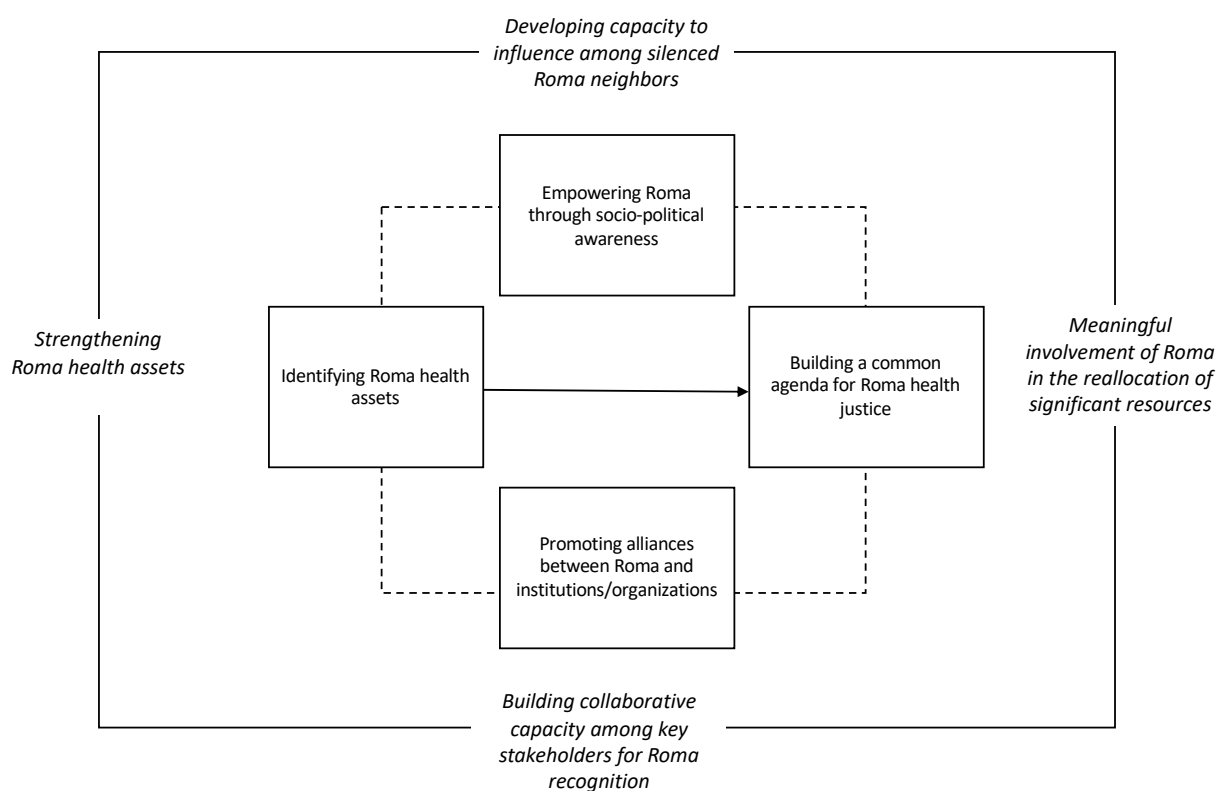 Developing capacity to
influence among silenced
Roma neighbors
Empowering Roma
through socio-political
awareness
Strengthening
Roma health assets
Identifying Roma health
assets
Building a common
agenda for Roma health
justice
Meaningful
involvement of Roma
in the reallocation of
significant resources
Promoting alliances
between Roma and
institutions/organizations
Building collaborative
capacity among key
stakeholders for Roma
recognition